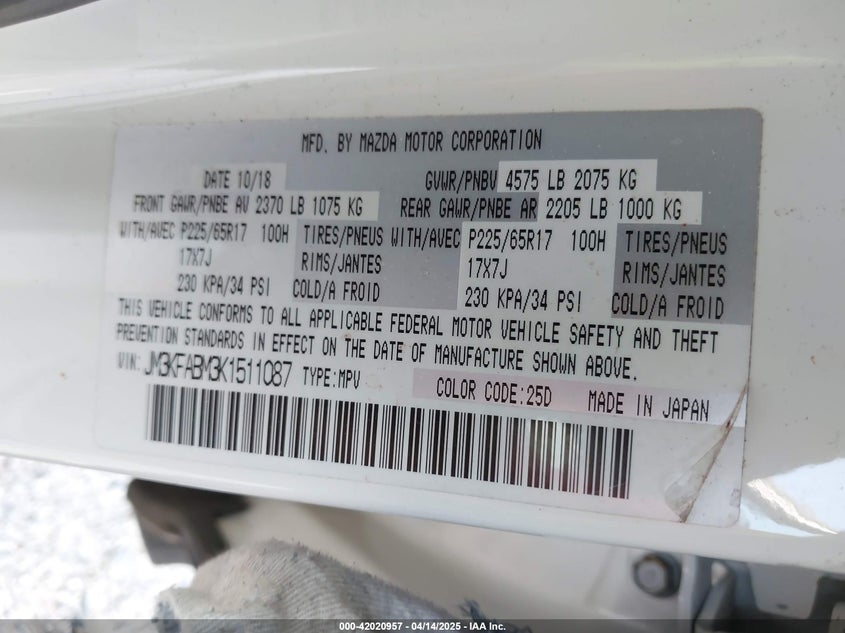 MFD. BY MAZDA MOTOR CORPORATION
DATE 10/18 GVWR/PNBV 4575 LB 2075 KG
FRONT GAWR/PNBE AV 2370 LB 1075 KG REAR GAWR/PNBE AR 2205 LB 1000 KG
WITH/AVEC P225/65R17 100H TIRES/PNEUS WITH/AVEC P225/65R17 100H TIRES/PNEUS
17X7J RIMS/JANTES 17X7J RIMS/JANTES
230 KPA/34 PSI COLD/A FROID 230 KPA/34 PSI COLD/A FROID
THIS VEHICLE CONFORMS TO ALL APPLICABLE FEDERAL MOTOR VEHICLE SAFETY AND THEFT
PREVENTION STANDARDS IN EFFECT ON THE DATE OF MANUFACTURE SHOWN ABOVE.
VIN: JM3KFABM3K1511087 TYPE:MPV COLOR CODE:25D MADE IN JAPAN
000-42020957 - 04/14/2025 - IAA Inc.